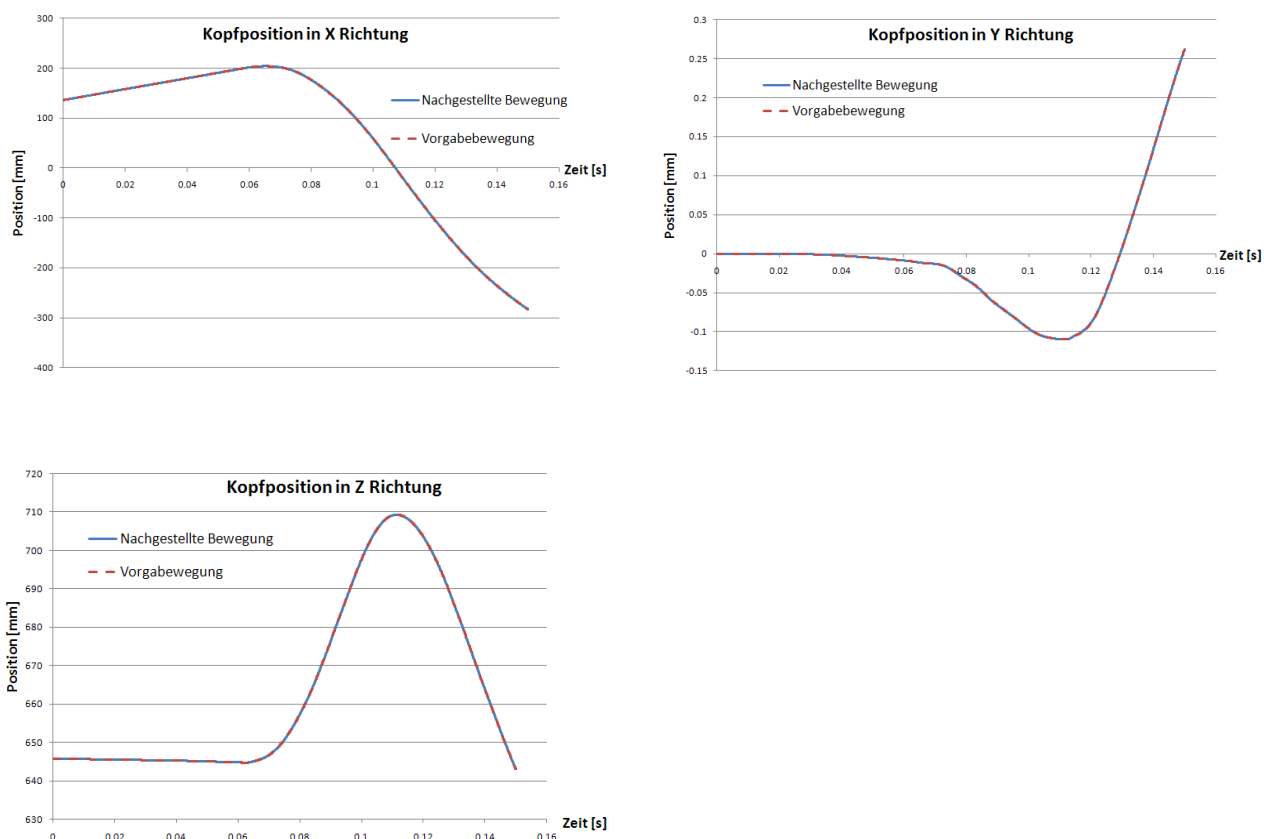 Kopfposition in X Richtung
300
200
100
0
-100
-200
-300
-400
Position [mm]
Nachgestellte Bewegung
Vorgabebewegung
0 0.02 0.04 0.06 0.08 0.1 0.12 0.14 0.16
Zeit [s]
Kopfposition in Y Richtung
0.3
0.25
0.2
0.15
0.1
0.05
0
-0.05
-0.1
-0.15
Position [mm]
Nachgestellte Bewegung
Vorgabebewegung
0 0.02 0.04 0.06 0.08 0.1 0.12 0.14 0.16
Zeit [s]
Kopfposition in Z Richtung
720
710
700
690
680
670
660
650
640
630
Position [mm]
Nachgestellte Bewegung
Vorgabewegung
0 0.02 0.04 0.06 0.08 0.1 0.12 0.14 0.16
Zeit [s]